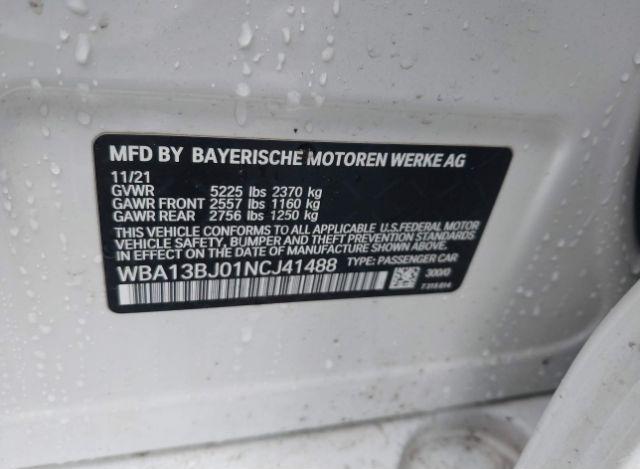 MFD BY BAYERISCHE MOTOREN WERKE AG
11/21
GVWR 5225 lbs 2370 kg
GAWR FRONT 2557 lbs 1160 kg
GAWR REAR 2756 lbs 1250 kg
THIS VEHICLE CONFORMS TO ALL APPLICABLE U.S.FEDERAL MOTOR
VEHICLE SAFETY, BUMPER, AND THEFT PREVENTION STANDARDS IN
EFFECT ON THE DATE OF MANUFACTURE SHOWN ABOVE.
WBA13BJ01NCJ41488 TYPE: PASSENGER CAR
300/0